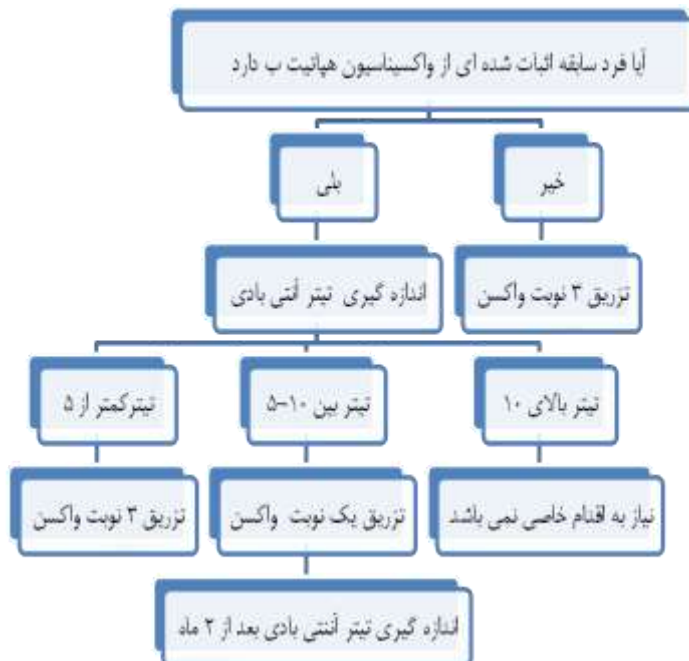 آیا فرد سابقه اثبات شده ای از واکسیناسیون هپاتیت ب دارد
خیر
بلی
تزریق ۳ نوبت واکسن
اندازه گیری تیتر آنتی بادی
تیتر بالای ۱۰
تیتر بین ۱۰-۵
تیترکمتر از ۵
نیاز به اقدام خاصی نمی باشد
تزریق یک نوبت واکسن
تزریق ۳ نوبت واکسن
اندازه گیری تیتر آنتی بادی بعد از ۲ ماه